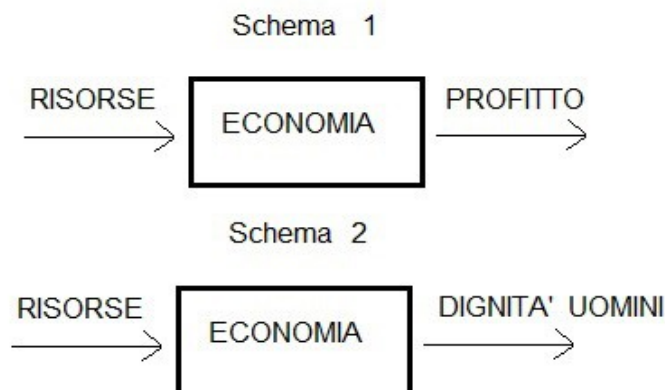 Schema 1
RISORSE
ECONOMIA
PROFITTO
Schema 2
RISORSE
ECONOMIA
DIGNITA' UOMINI